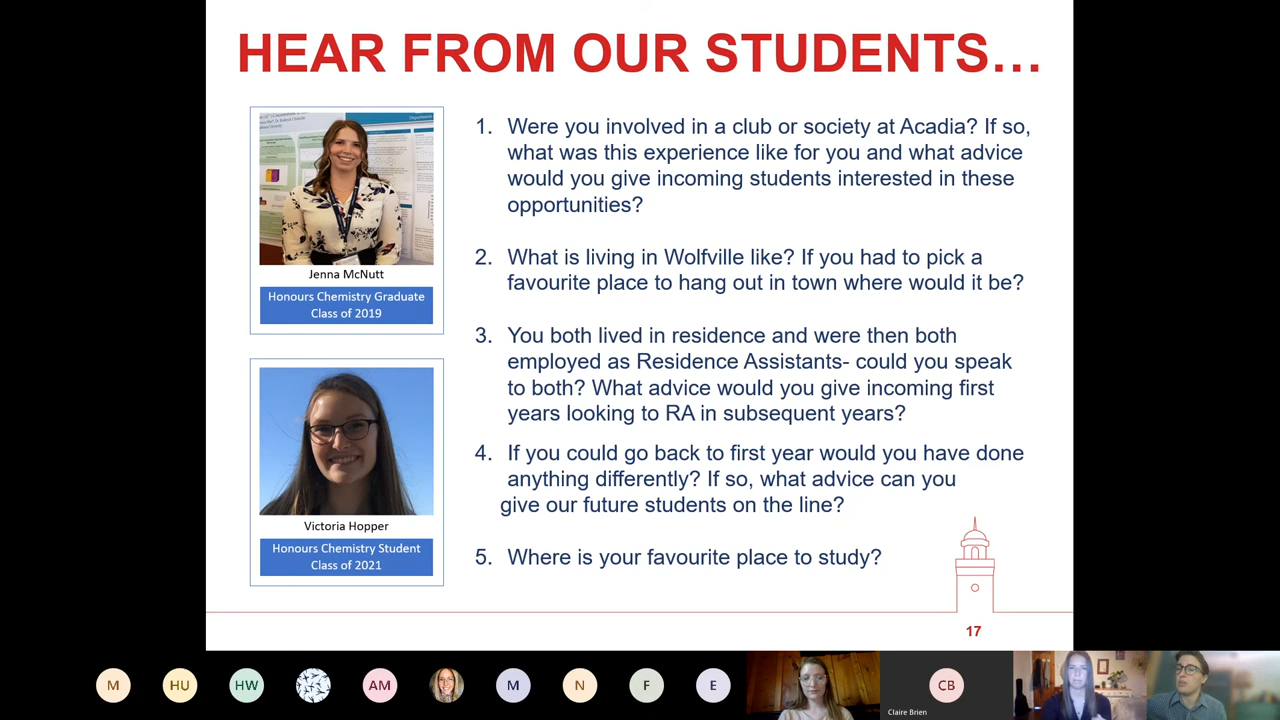 HEAR FROM OUR STUDENTS...
Jenna McNutt
Honours Chemistry Graduate
Class of 2019
Victoria Hopper
Honours Chemistry Student
Class of 2021
1. Were you involved in a club or society at Acadia? If so,
what was this experience like for you and what advice
would you give incoming students interested in these
opportunities?
2. What is living in Wolfville like? If you had to pick a
favourite place to hang out in town where would it be?
3. You both lived in residence and were then both
employed as Residence Assistants- could you speak
to both? What advice would you give incoming first
years looking to RA in subsequent years?
4. If you could go back to first year would you have done
anything differently? If so, what advice can you
give our future students on the line?
5. Where is your favourite place to study?
17
M
HU
HW
AM
M
N
F
E
CB
Claire Brien